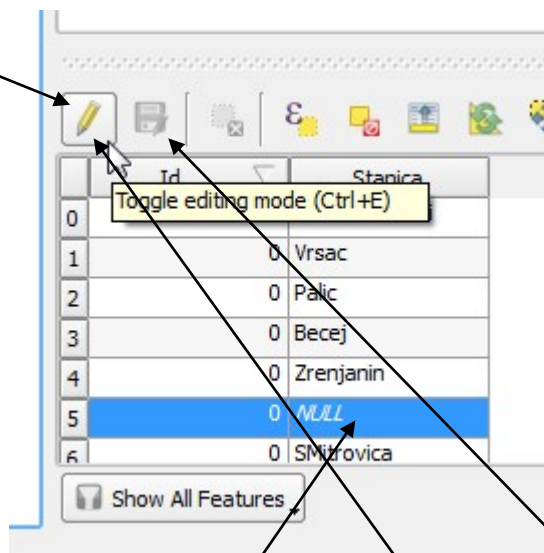 ε
Id Stanica
Toggle editing mode (Ctrl+E)
0
1 0 Vrsac
2 0 Palic
3 0 Becej
4 0 Zrenjanin
5 0 NULL
6 0 SMitrovica
Show All Features